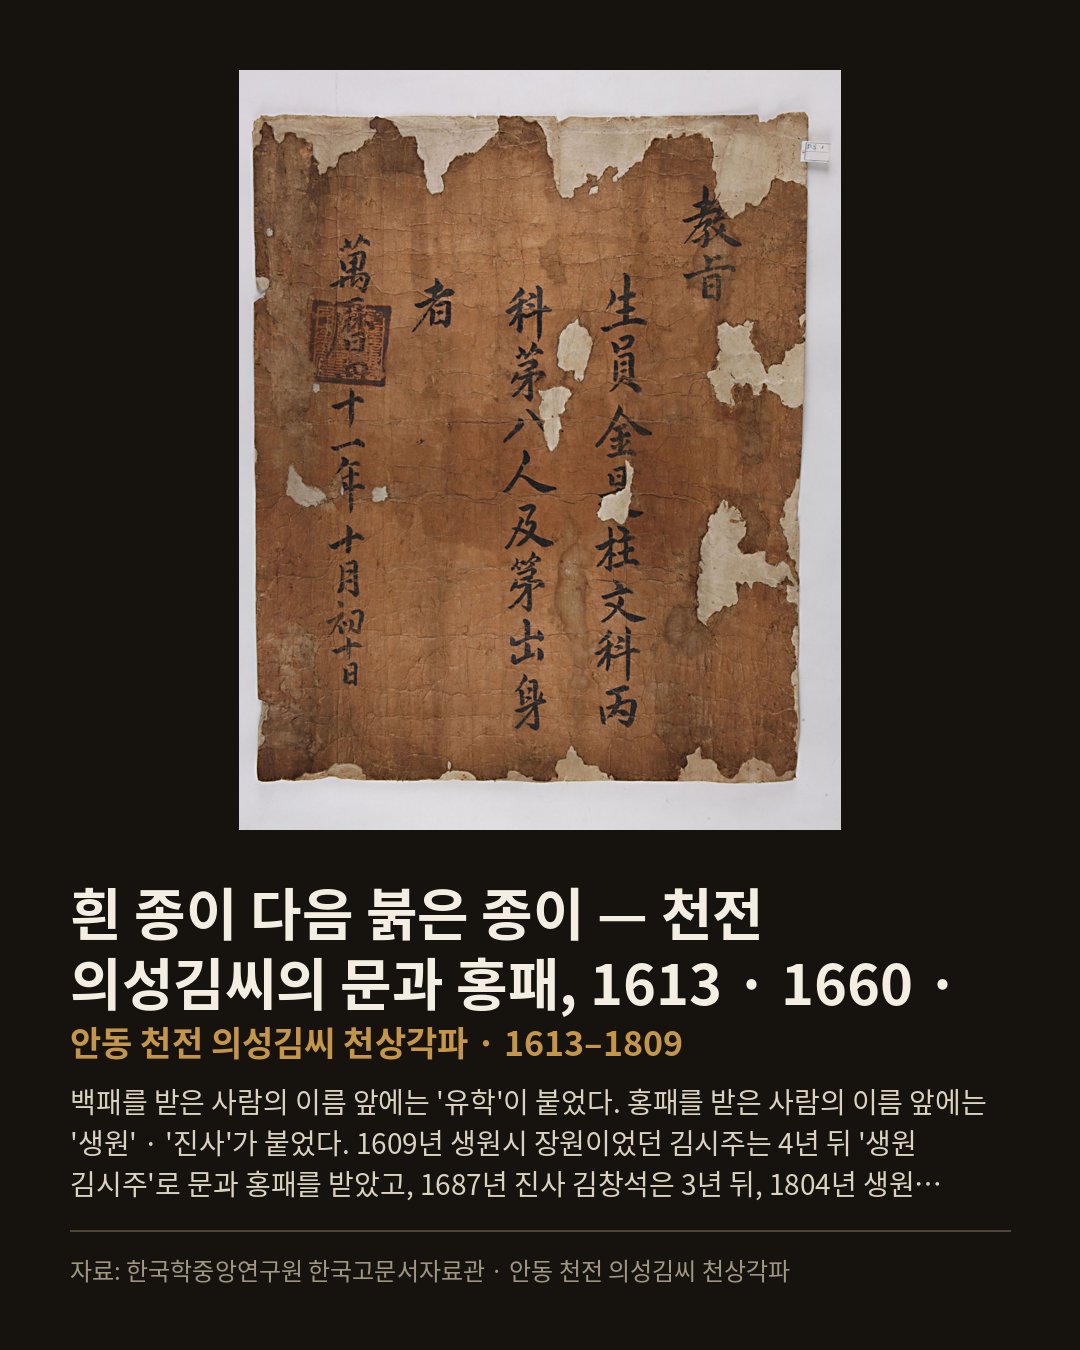 教旨
生員金是柱文科丙
科苐八人及苐出身
者
萬曆四十一年十月初十日
흰 종이 다음 붉은 종이 — 천전
의성김씨의 문과 홍패, 1613 · 1660 ·
안동 천전 의성김씨 천상각파 · 1613–1809
백패를 받은 사람의 이름 앞에는 '유학'이 붙었다. 홍패를 받은 사람의 이름 앞에는
'생원' · '진사'가 붙었다. 1609년 생원시 장원이었던 김시주는 4년 뒤 '생원
김시주'로 문과 홍패를 받았고, 1687년 진사 김창석은 3년 뒤, 1804년 생원…
자료: 한국학중앙연구원 한국고문서자료관 · 안동 천전 의성김씨 천상각파